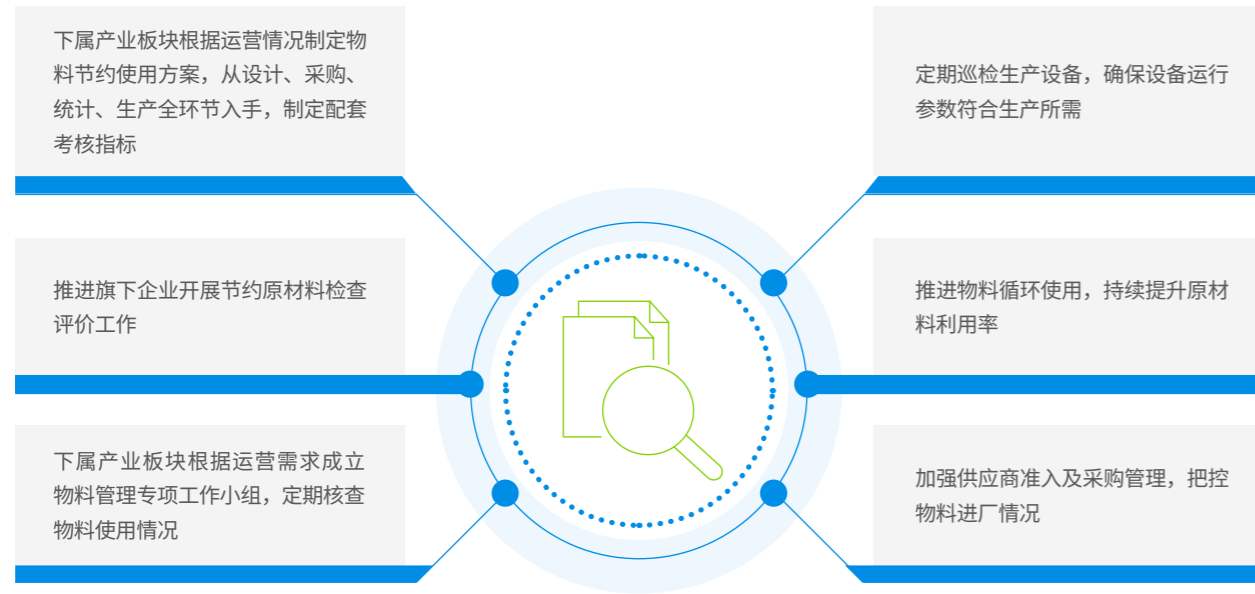 下属产业板块根据运营情况制定物
料节约使用方案，从设计、采购、
统计、生产全环节入手，制定配套
考核指标
推进旗下企业开展节约原材料检查
评价工作
下属产业板块根据运营需求成立
物料管理专项工作小组，定期核查
物料使用情况
定期巡检生产设备，确保设备运行
参数符合生产所需
推进物料循环使用，持续提升原材
料利用率
加强供应商准入及采购管理，把控
物料进厂情况